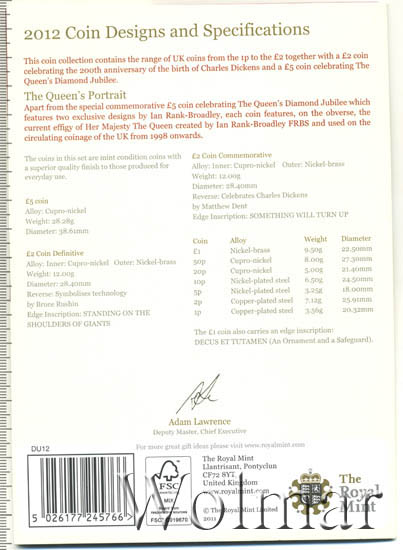 2012 Coin Designs and Specifications
This coin collection contains the range of UK coins from the 1p to the £2 together with a £2 coin
celebrating the 200th anniversary of the birth of Charles Dickens and a £5 coin celebrating The
Queen's Diamond Jubilee.
The Queen's Portrait
Apart from the special commemorative £5 coin celebrating The Queen's Diamond Jubilee which
features two exclusive designs by Ian Rank-Broadley, each coin features, on the obverse, the
current effigy of Her Majesty The Queen created by Ian Rank-Broadley FRBS and used on the
circulating coinage of the UK from 1998 onwards.
The coins in this set are mint condition coins with
a superior quality finish to those produced for
everyday use.
£5 coin
Alloy: Cupro-nickel
Weight: 28.28g
Diameter: 38.61mm
£2 Coin Definitive
Alloy: Inner: Cupro-nickel Outer: Nickel-brass
Weight: 12.00g
Diameter: 28.40mm
Reverse: Symbolises technology
by Bruce Rushin
Edge Inscription: STANDING ON THE
SHOULDERS OF GIANTS
£2 Coin Commemorative
Alloy: Inner: Cupro-nickel Outer: Nickel-brass
Weight: 12.00g
Diameter: 28.40mm
Reverse: Celebrates Charles Dickens
by Matthew Dent
Edge Inscription: SOMETHING WILL TURN UP
Coin Alloy Weight Diameter
£1 Nickel-brass 9.50g 22.50mm
50p Cupro-nickel 8.00g 27.30mm
20p Cupro-nickel 5.00g 21.40mm
10p Nickel-plated steel 6.50g 24.50mm
5p Nickel-plated steel 3.25g 18.00mm
2p Copper-plated steel 7.12g 25.91mm
1p Copper-plated steel 3.56g 20.32mm
The £1 coin also carries an edge inscription:
DECUS ET TUTAMEN (An Ornament and a Safeguard).
Adam Lawrence
Deputy Master, Chief Executive
For more great gift ideas please visit www.royalmint.com
DU12
5 026177 245766 >
FSC
MIX
The Royal Mint
Llantrisant, Pontyclun
CF72 8YT
United Kingdom
www.royalmint.com
© The Royal Mint Limited
2011
The
Royal
Mint
Wolmar